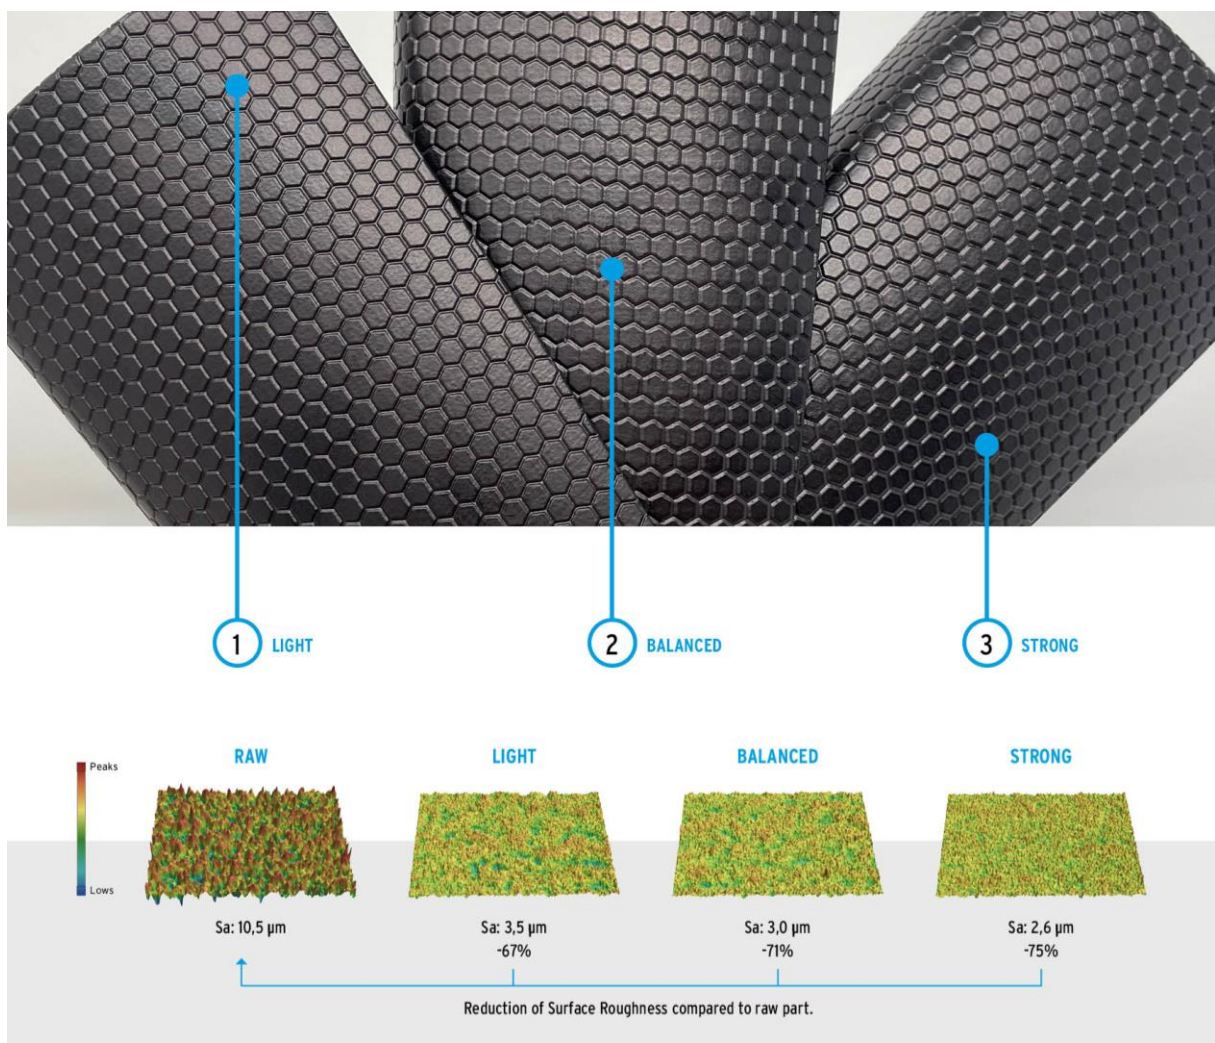 1 LIGHT
2 BALANCED
3 STRONG
RAW
LIGHT
BALANCED
STRONG
Peaks
Lows
Sa: 10,5 µm
Sa: 3,5 µm
-67%
Sa: 3,0 µm
-71%
Sa: 2,6 µm
-75%
Reduction of Surface Roughness compared to raw part.